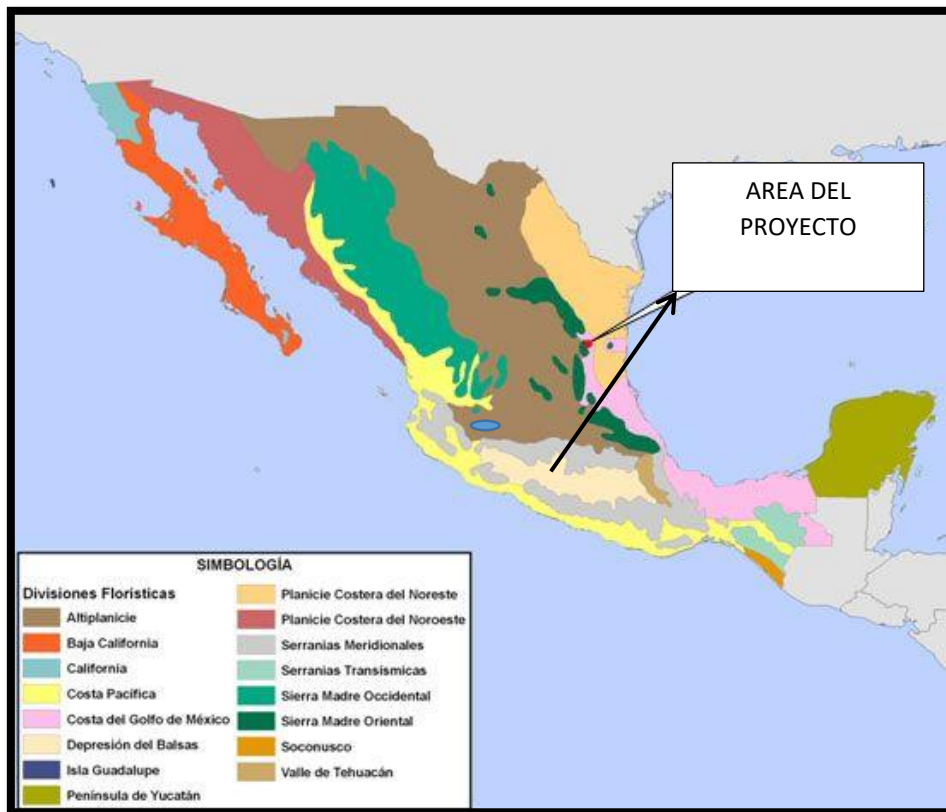 AREA DEL
PROYECTO
SIMBOLOGÍA
Divisiones Florísticas
Altiplanicie
Baja California
California
Costa Pacífica
Costa del Golfo de México
Depresión del Balsas
Isla Guadalupe
Península de Yucatán
Planicie Costera del Noreste
Planicie Costera del Noroeste
Serranias Meridionales
Serranias Transísmicas
Sierra Madre Occidental
Sierra Madre Oriental
Soconusco
Valle de Tehuacán